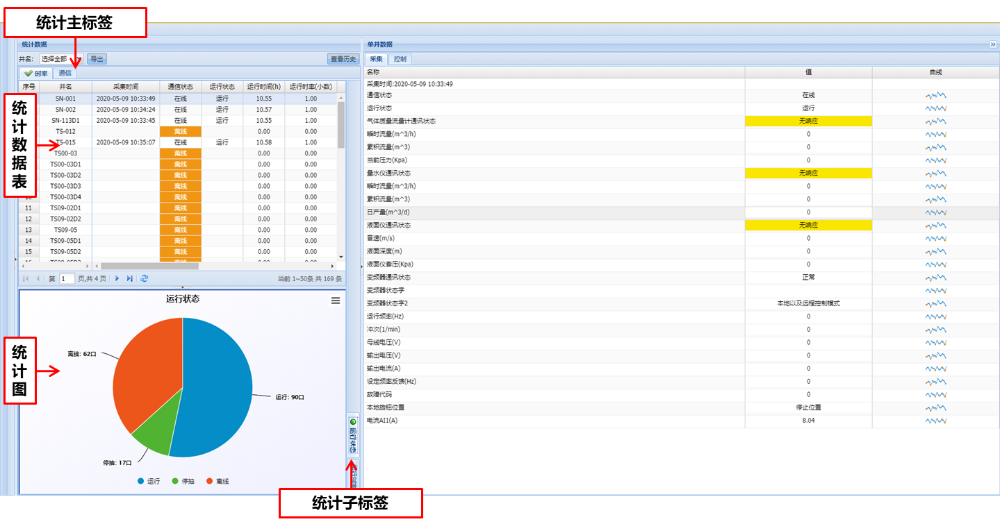 统计主标签
统计数据
井名: 选择全部 导出 查看历史
时率 通信
序号 井名 采集时间 通信状态 运行状态 运行时间(h) 运行时率(小数)
SN-001 2020-05-09 10:33:49 在线 运行 10.55 1.00
SN-002 2020-05-09 10:34:24 在线 运行 10.57 1.00
SN-113D1 2020-05-09 10:33:45 在线 运行 10.55 1.00
TS-012 离线 0.00 0.00
TS-015 2020-05-09 10:35:07 在线 运行 10.58 1.00
TS00-03 离线 0.00 0.00
TS00-03D1 离线 0.00 0.00
TS00-03D2 离线 0.00 0.00
TS00-03D3 离线 0.00 0.00
TS00-03D4 离线 0.00 0.00
11 TS09-02D1 离线 0.00 0.00
12 TS09-02D2 离线 0.00 0.00
13 TS09-05 离线 0.00 0.00
14 TS09-05D1 离线 0.00 0.00
15 TS09-05D2 离线 0.00 0.00
第 1 页,共 4 页 当前 1~50条 共 169 条
统计数据表
运行状态
离线: 62口
运行: 90口
停抽: 17口
运行 停抽 离线
统计图
运行状态
统计子标签
单井数据
采集 控制
名称 值 曲线
采集时间:2020-05-09 10:33:49
通信状态 在线
运行状态 运行
气体质量流量计通讯状态 无响应
瞬时流量(m^3/h) 0
累积流量(m^3) 0
当前压力(Kpa) 0
量水仪通讯状态 无响应
瞬时流量(m^3/h) 0
累积流量(m^3) 0
日产量(m^3/d) 0
液面仪通讯状态 无响应
音速(m/s) 0
液面深度(m) 0
液面仪套压(Kpa) 0
变频器通讯状态 正常
变频器状态字
变频器状态字2 本地以及远程控制模式
运行频率(Hz) 0
冲次(1/min) 0
母线电压(V) 0
输出电压(V) 0
输出电流(A) 0
设定频率反馈(Hz) 0
故障代码 0
本地旋钮位置 停止位置
电流AI1(A) 8.04